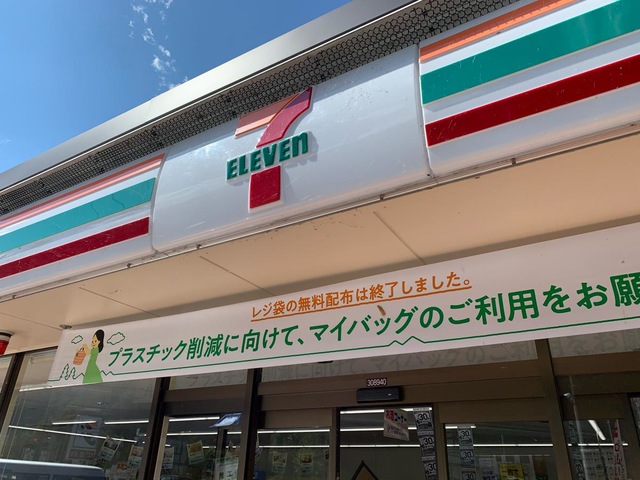 7
ELEVEn
レジ袋の無料配布は終了しました。
プラスチック削減に向けて、マイバッグのご利用をお願
308940